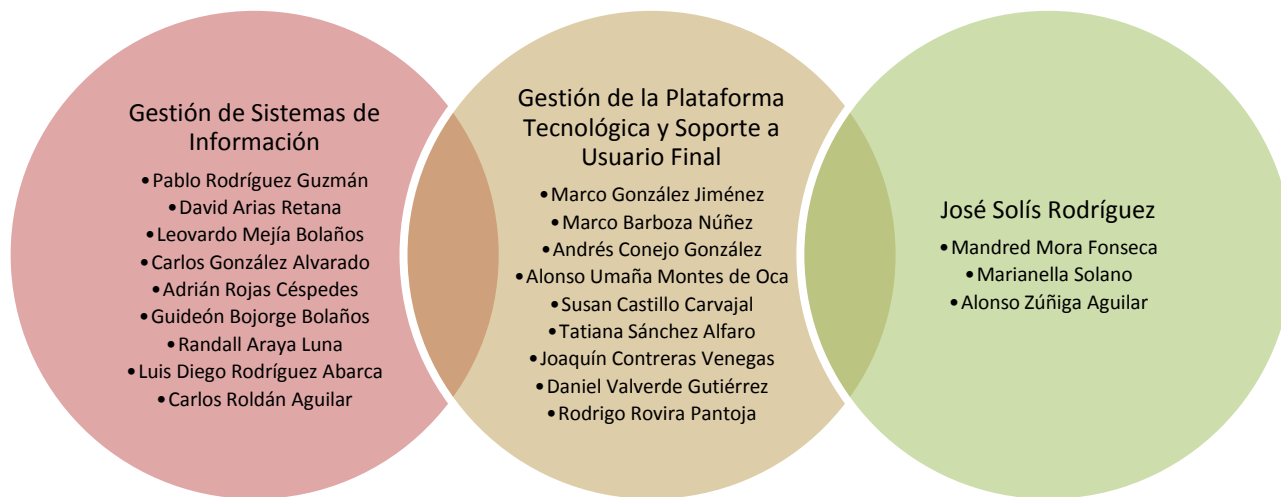 Gestión de Sistemas de
Información
•Pablo Rodríguez Guzmán
•David Arias Retana
•Leovardo Mejía Bolaños
•Carlos González Alvarado
•Adrián Rojas Céspedes
•Guideón Bojorge Bolaños
•Randall Araya Luna
•Luis Diego Rodríguez Abarca
•Carlos Roldán Aguilar
Gestión de la Plataforma
Tecnológica y Soporte a
Usuario Final
•Marco González Jiménez
•Marco Barboza Núñez
•Andrés Conejo González
•Alonso Umaña Montes de Oca
•Susan Castillo Carvajal
•Tatiana Sánchez Alfaro
•Joaquín Contreras Venegas
•Daniel Valverde Gutiérrez
•Rodrigo Rovira Pantoja
José Solís Rodríguez
•Mandred Mora Fonseca
•Marianella Solano
•Alonso Zúñiga Aguilar